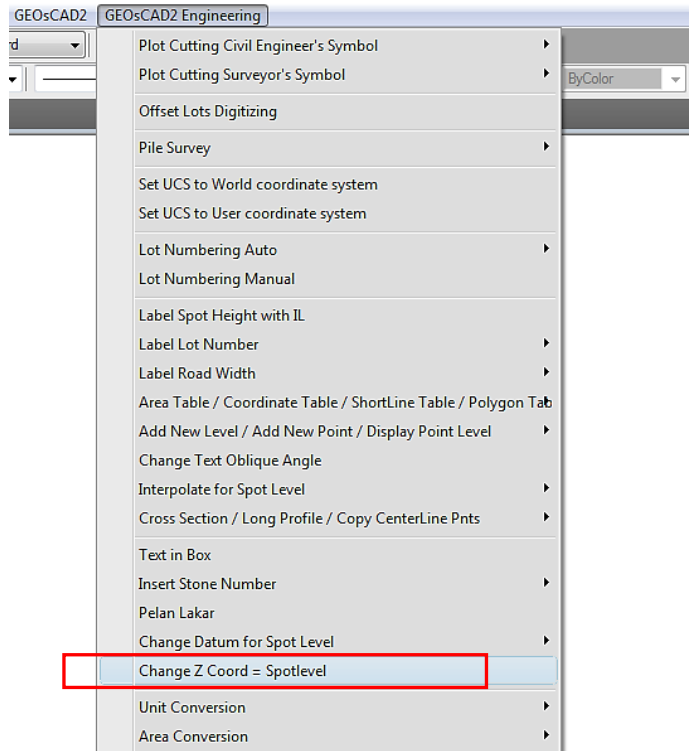 GEOsCAD2 GEOsCAD2 Engineering
rd
ByColor
Plot Cutting Civil Engineer's Symbol
Plot Cutting Surveyor's Symbol
Offset Lots Digitizing
Pile Survey
Set UCS to World coordinate system
Set UCS to User coordinate system
Lot Numbering Auto
Lot Numbering Manual
Label Spot Height with IL
Label Lot Number
Label Road Width
Area Table / Coordinate Table / ShortLine Table / Polygon Tab
Add New Level / Add New Point / Display Point Level
Change Text Oblique Angle
Interpolate for Spot Level
Cross Section / Long Profile / Copy CenterLine Pnts
Text in Box
Insert Stone Number
Pelan Lakar
Change Datum for Spot Level
Change Z Coord = Spotlevel
Unit Conversion
Area Conversion